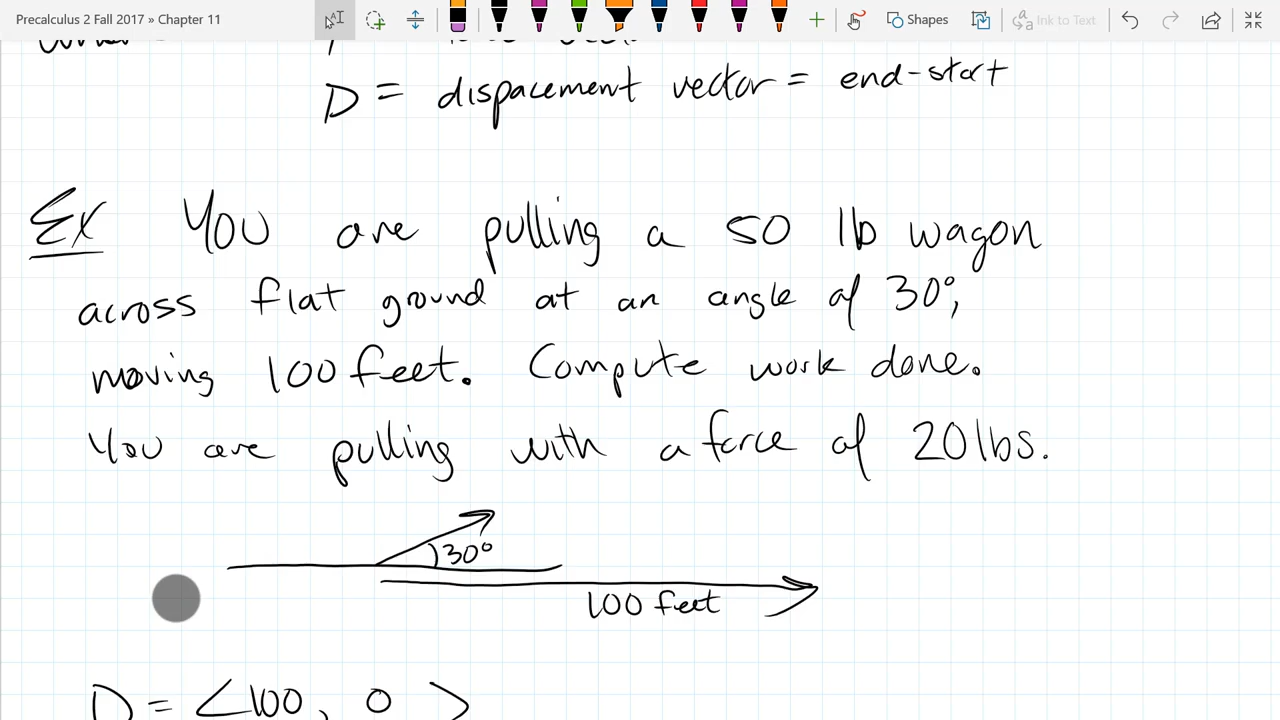 Precalculus 2 Fall 2017 » Chapter 11
Shapes
Ink to Text
D = dispacement vector = end-start
Ex You are pulling a 50 lb wagon
across flat ground at an angle of 30°,
moving 100 feet. Compute work done.
You are pulling with a force of 20 lbs.
30°
100 feet
D = <100, 0>